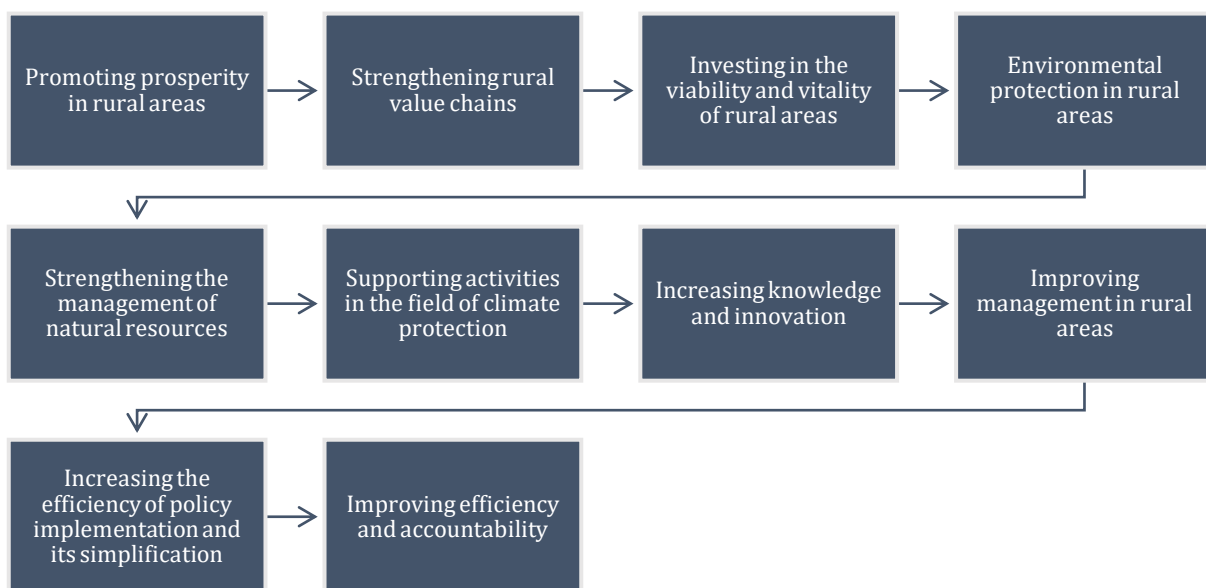 Promoting prosperity
in rural areas
Strengthening rural
value chains
Investing in the
viability and vitality
of rural areas
Environmental
protection in rural
areas
Strengthening the
management of
natural resources
Supporting activities
in the field of climate
protection
Increasing knowledge
and innovation
Improving
management in rural
areas
Increasing the
efficiency of policy
implementation and
its simplification
Improving efficiency
and accountability